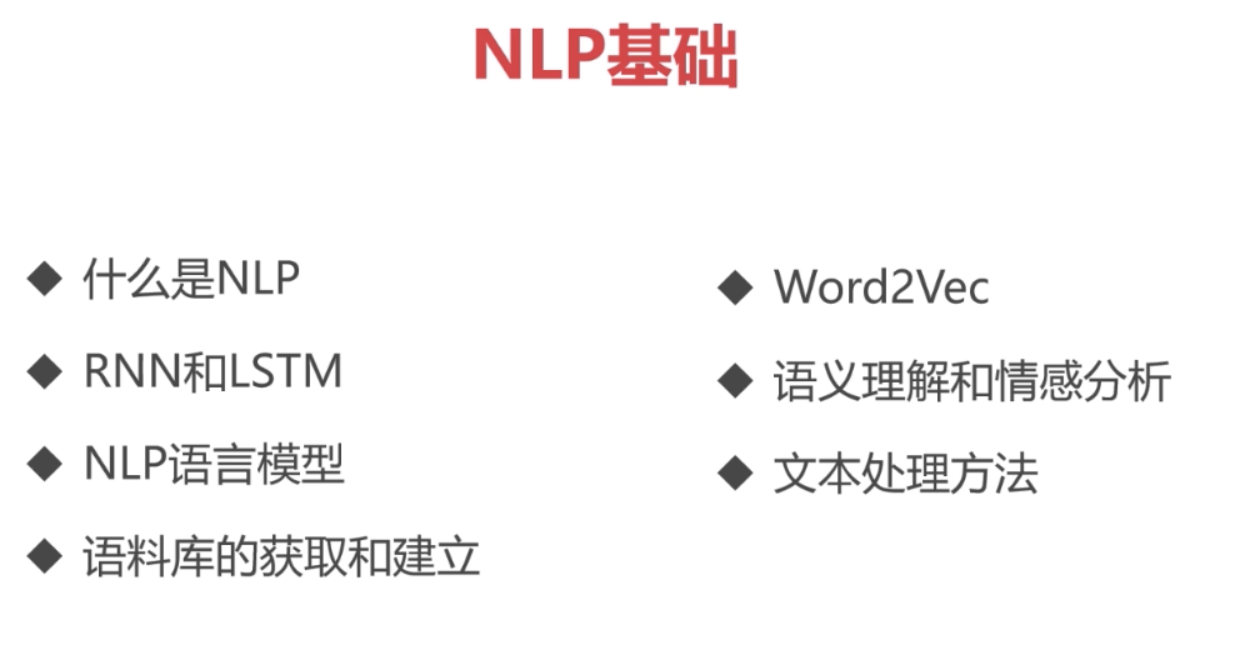 NLP基础
什么是NLP
RNN和LSTM
NLP语言模型
语料库的获取和建立
Word2Vec
语义理解和情感分析
文本处理方法